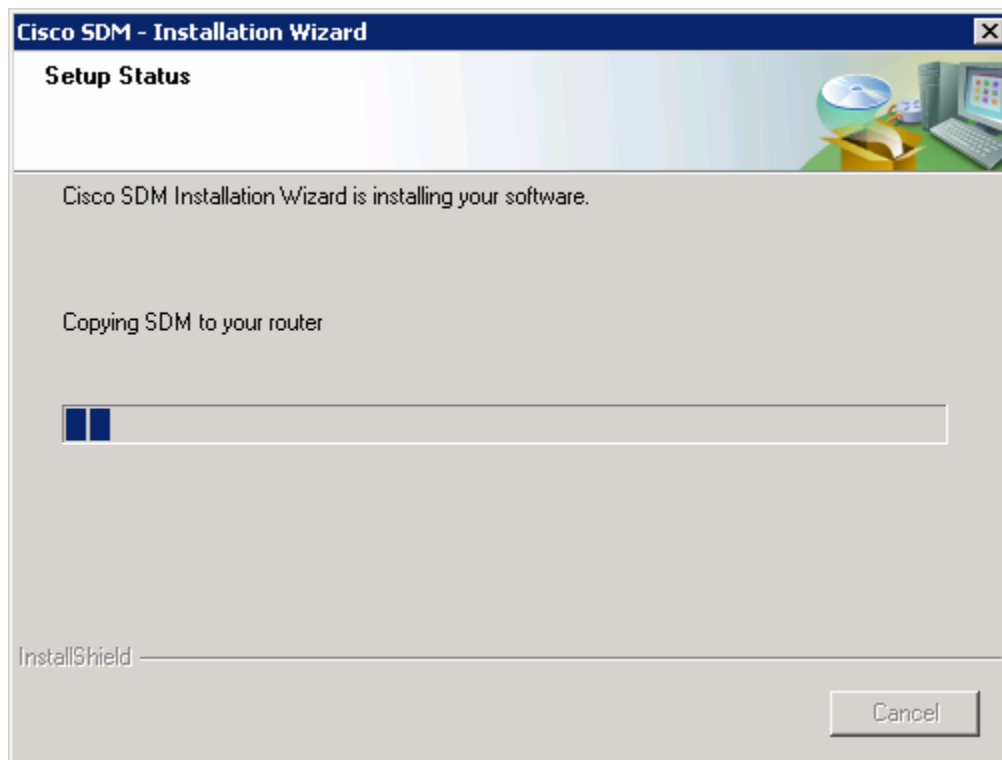 Cisco SDM - Installation Wizard
Setup Status
Cisco SDM Installation Wizard is installing your software.
Copying SDM to your router
InstallShield
Cancel